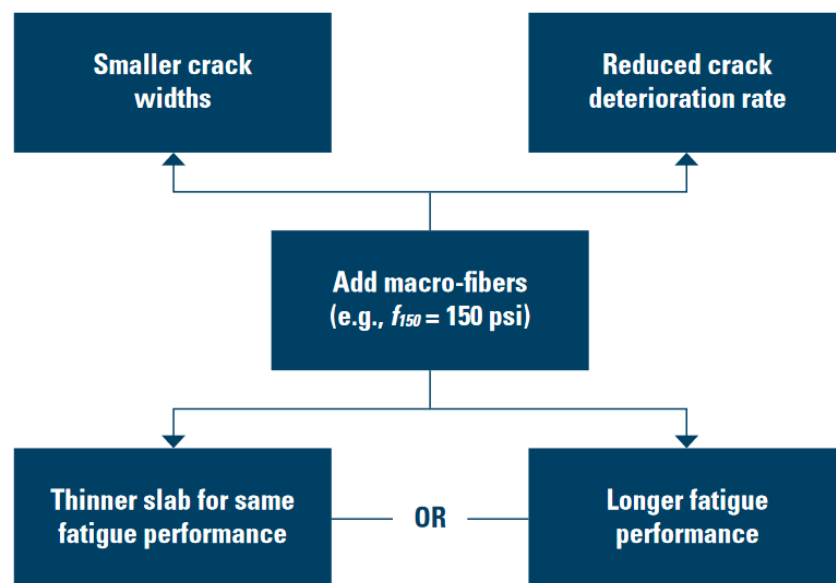 Smaller crack
widths
Reduced crack
deterioration rate
Add macro-fibers
(e.g., f150 = 150 psi)
Thinner slab for same
fatigue performance
OR
Longer fatigue
performance